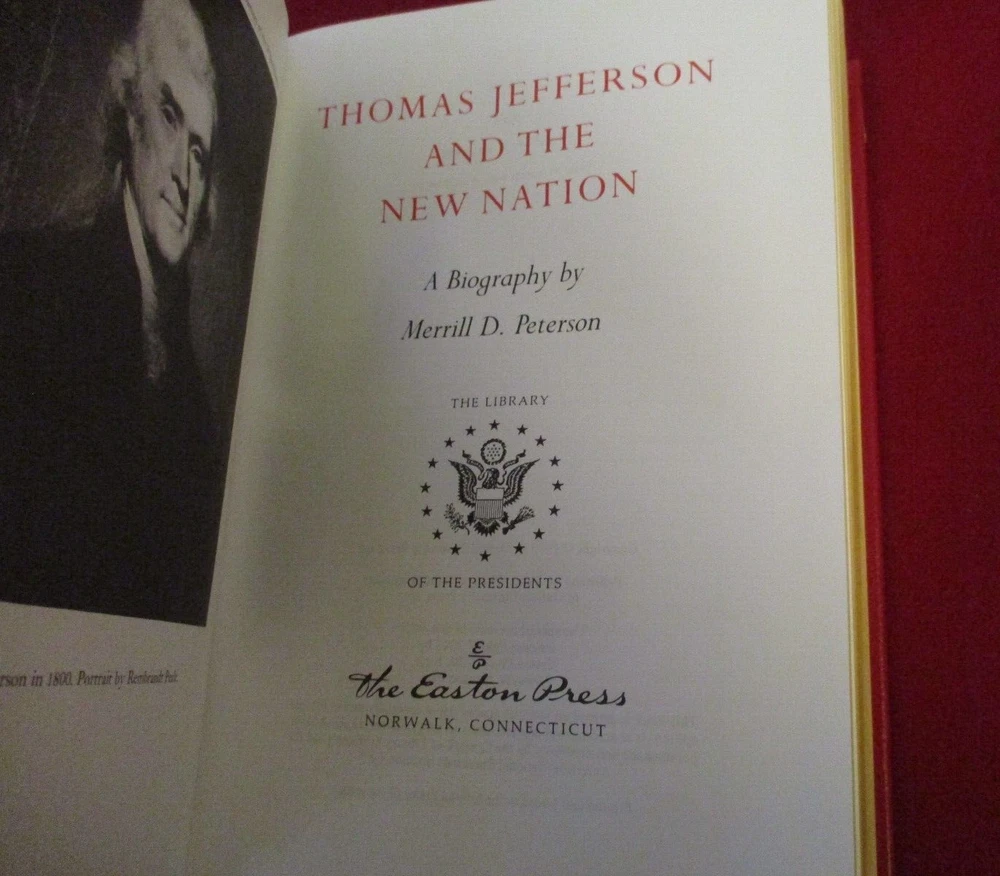 rson in 1800. Portrait by Rembrandt Peale.
THOMAS JEFFERSON
AND THE
NEW NATION
A Biography by
Merrill D. Peterson
THE LIBRARY
OF THE PRESIDENTS
E
P
The Easton Press
NORWALK, CONNECTICUT